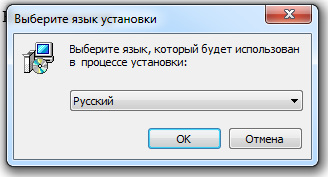 Выберите язык установки
Выберите язык, который будет использован
в процессе установки:
Русский
OK
Отмена